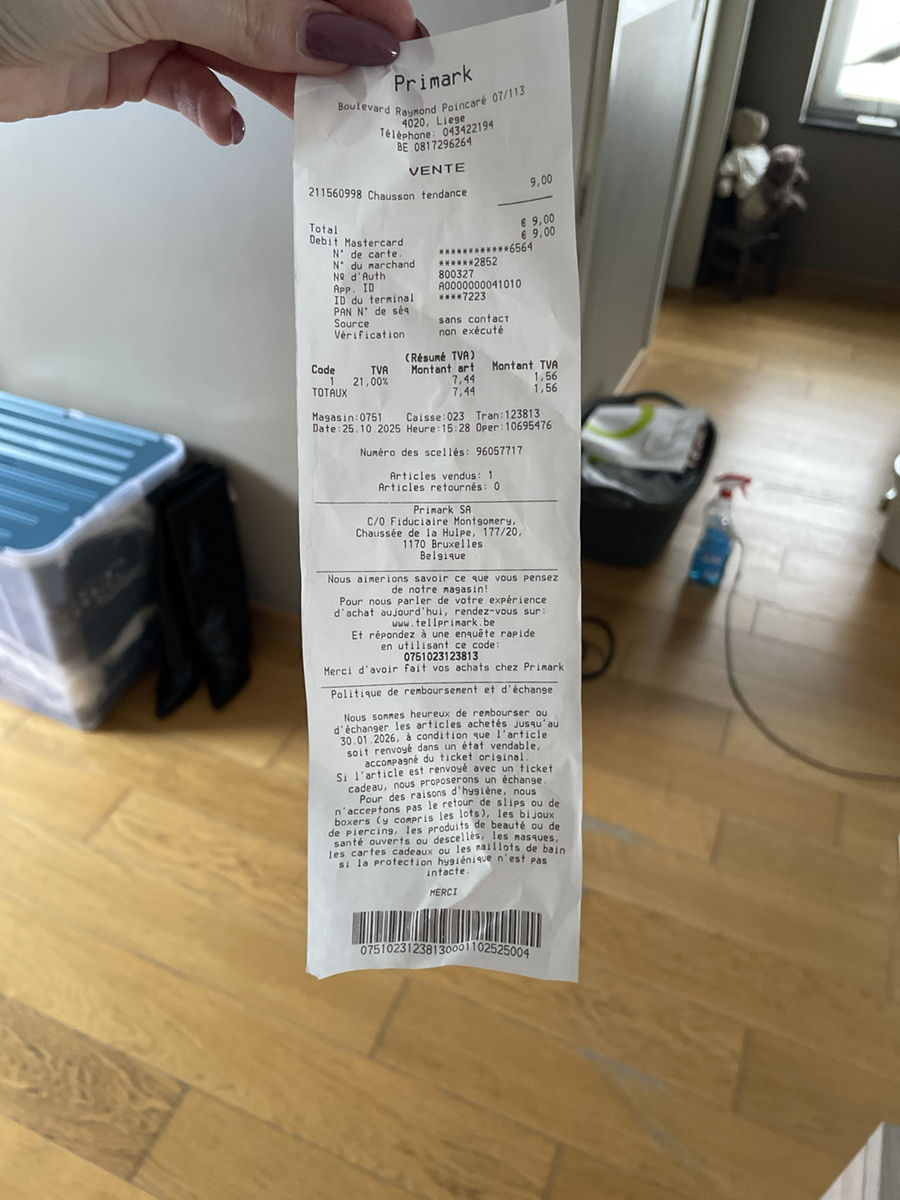 Primark
Boulevard Raymond Poincaré 07/113
4020, Liege
Téléphone: 043422194
BE 0817296264
VENTE
211560998 Chausson tendance 9,00
Total € 9,00
Debit Mastercard € 9,00
N° de carte. ************6564
N° du marchand ******2852
Nº d'Auth 800327
App. ID A0000000041010
ID du terminal ****7223
PAN N° de séq
Source sans contact
Vérification non exécuté
(Résumé TVA)
Code TVA Montant art Montant TVA
1 21,00% 7,44 1,56
TOTAUX 7,44 1,56
Magasin:0751 Caisse:023 Tran:123813
Date:25.10.2025 Heure:15:28 Oper:10695476
Numéro des scellés: 96057717
Articles vendus: 1
Articles retournés: 0
Primark SA
C/O Fiduciaire Montgomery,
Chaussée de la Hulpe, 177/20,
1170 Bruxelles
Belgique
Nous aimerions savoir ce que vous pensez
de notre magasin!
Pour nous parler de votre expérience
d'achat aujourd'hui, rendez-vous sur:
www.tellprimark.be
Et répondez à une enquête rapide
en utilisant ce code:
0751023123813
Merci d'avoir fait vos achats chez Primark
Politique de remboursement et d'échange
Nous sommes heureux de rembourser ou
d'échanger les articles achetés jusqu'au
30.01.2026, à condition que l'article
soit renvoyé dans un état vendable,
accompagné du ticket original.
Si l'article est renvoyé avec un ticket
cadeau, nous proposerons un échange.
Pour des raisons d'hygiène, nous
n'acceptons pas le retour de slips ou de
boxers (y compris les lots), les bijoux
de piercing, les produits de beauté ou de
santé ouverts ou descellés, les masques,
les cartes cadeaux ou les maillots de bain
si la protection hygiénique n'est pas
intacte.
MERCI
07510231238130001102525004